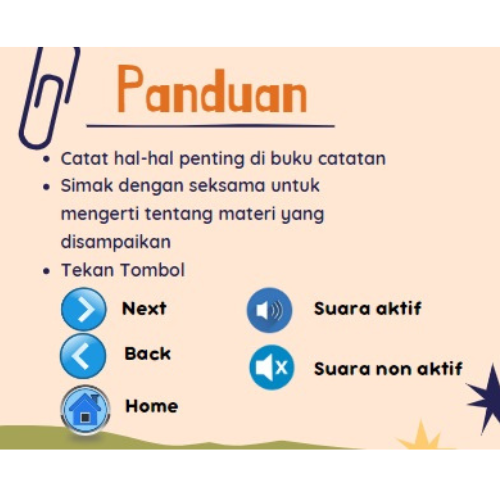 Panduan
• Catat hal-hal penting di buku catatan
• Simak dengan seksama untuk
mengerti tentang materi yang
disampaikan
• Tekan Tombol
Next
Suara aktif
Back
Suara non aktif
Home